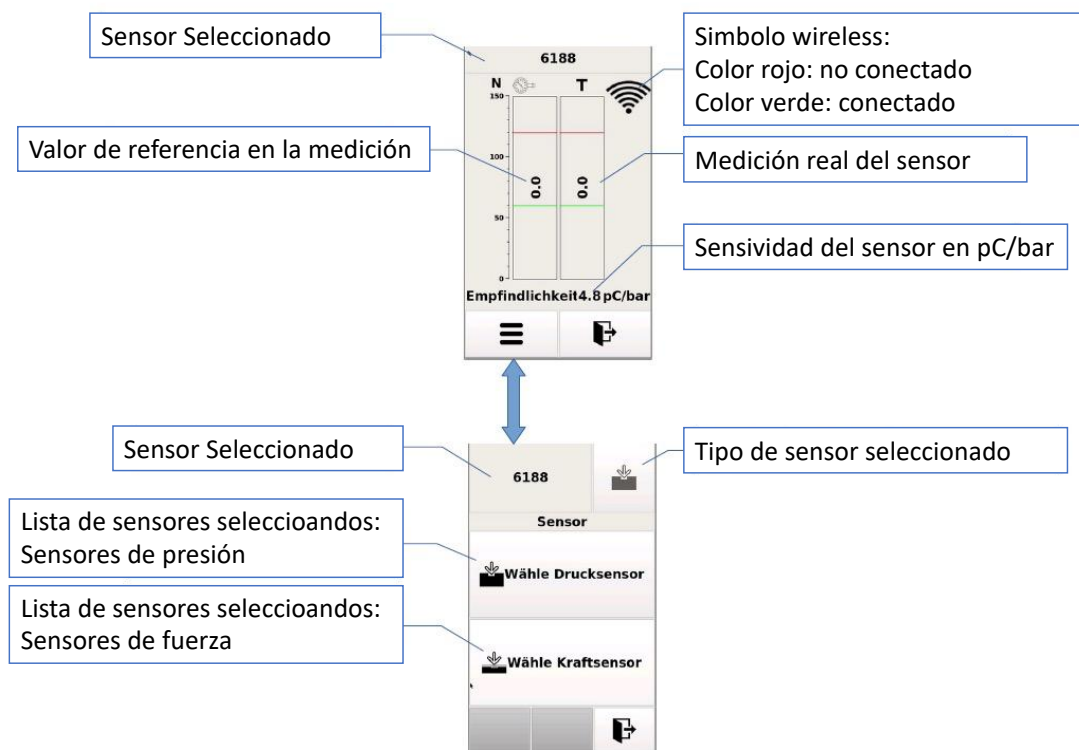 Sensor Seleccionado
6188
Simbolo wireless:
Color rojo: no conectado
Color verde: conectado
N
T
150
Valor de referencia en la medición
100
0.0
0.0
Medición real del sensor
50
Sensividad del sensor en pC/bar
0
Empfindlichkeit4.8pC/bar
Sensor Seleccionado
6188
Tipo de sensor seleccionado
Sensor
Lista de sensores seleccioandos:
Sensores de presión
Wähle Drucksensor
Lista de sensores seleccioandos:
Sensores de fuerza
Wähle Kraftsensor